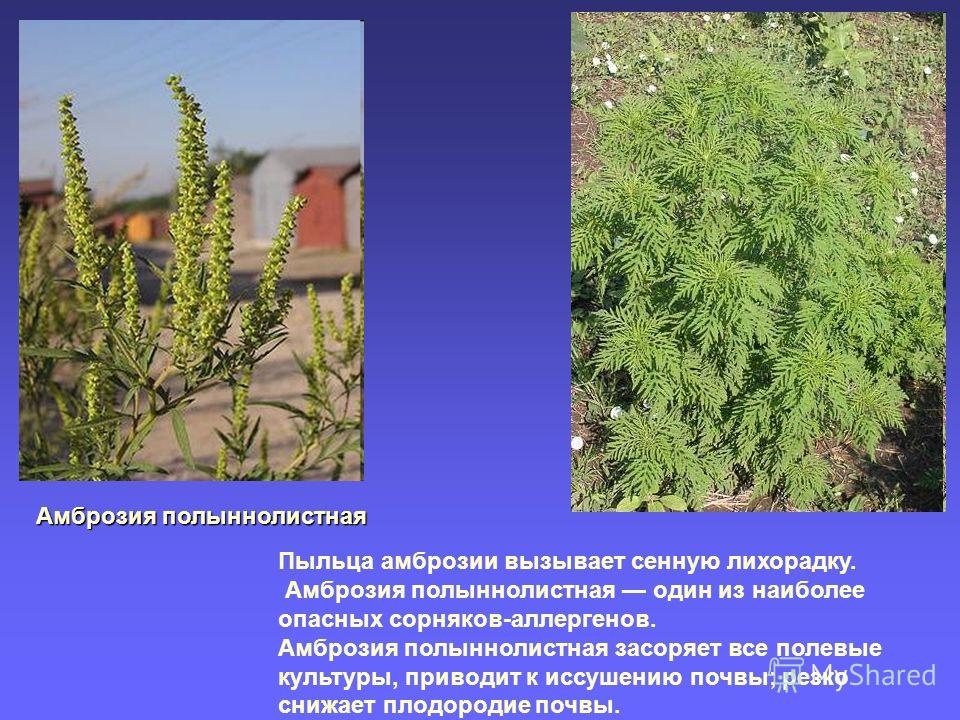 Амброзия полыннолистная
Пыльца амброзии вызывает сенную лихорадку.
Амброзия полыннолистная — один из наиболее
опасных сорняков-аллергенов.
Амброзия полыннолистная засоряет все полевые
культуры, приводит к иссушению почвы, резко
снижает плодородие почвы.
MyShared